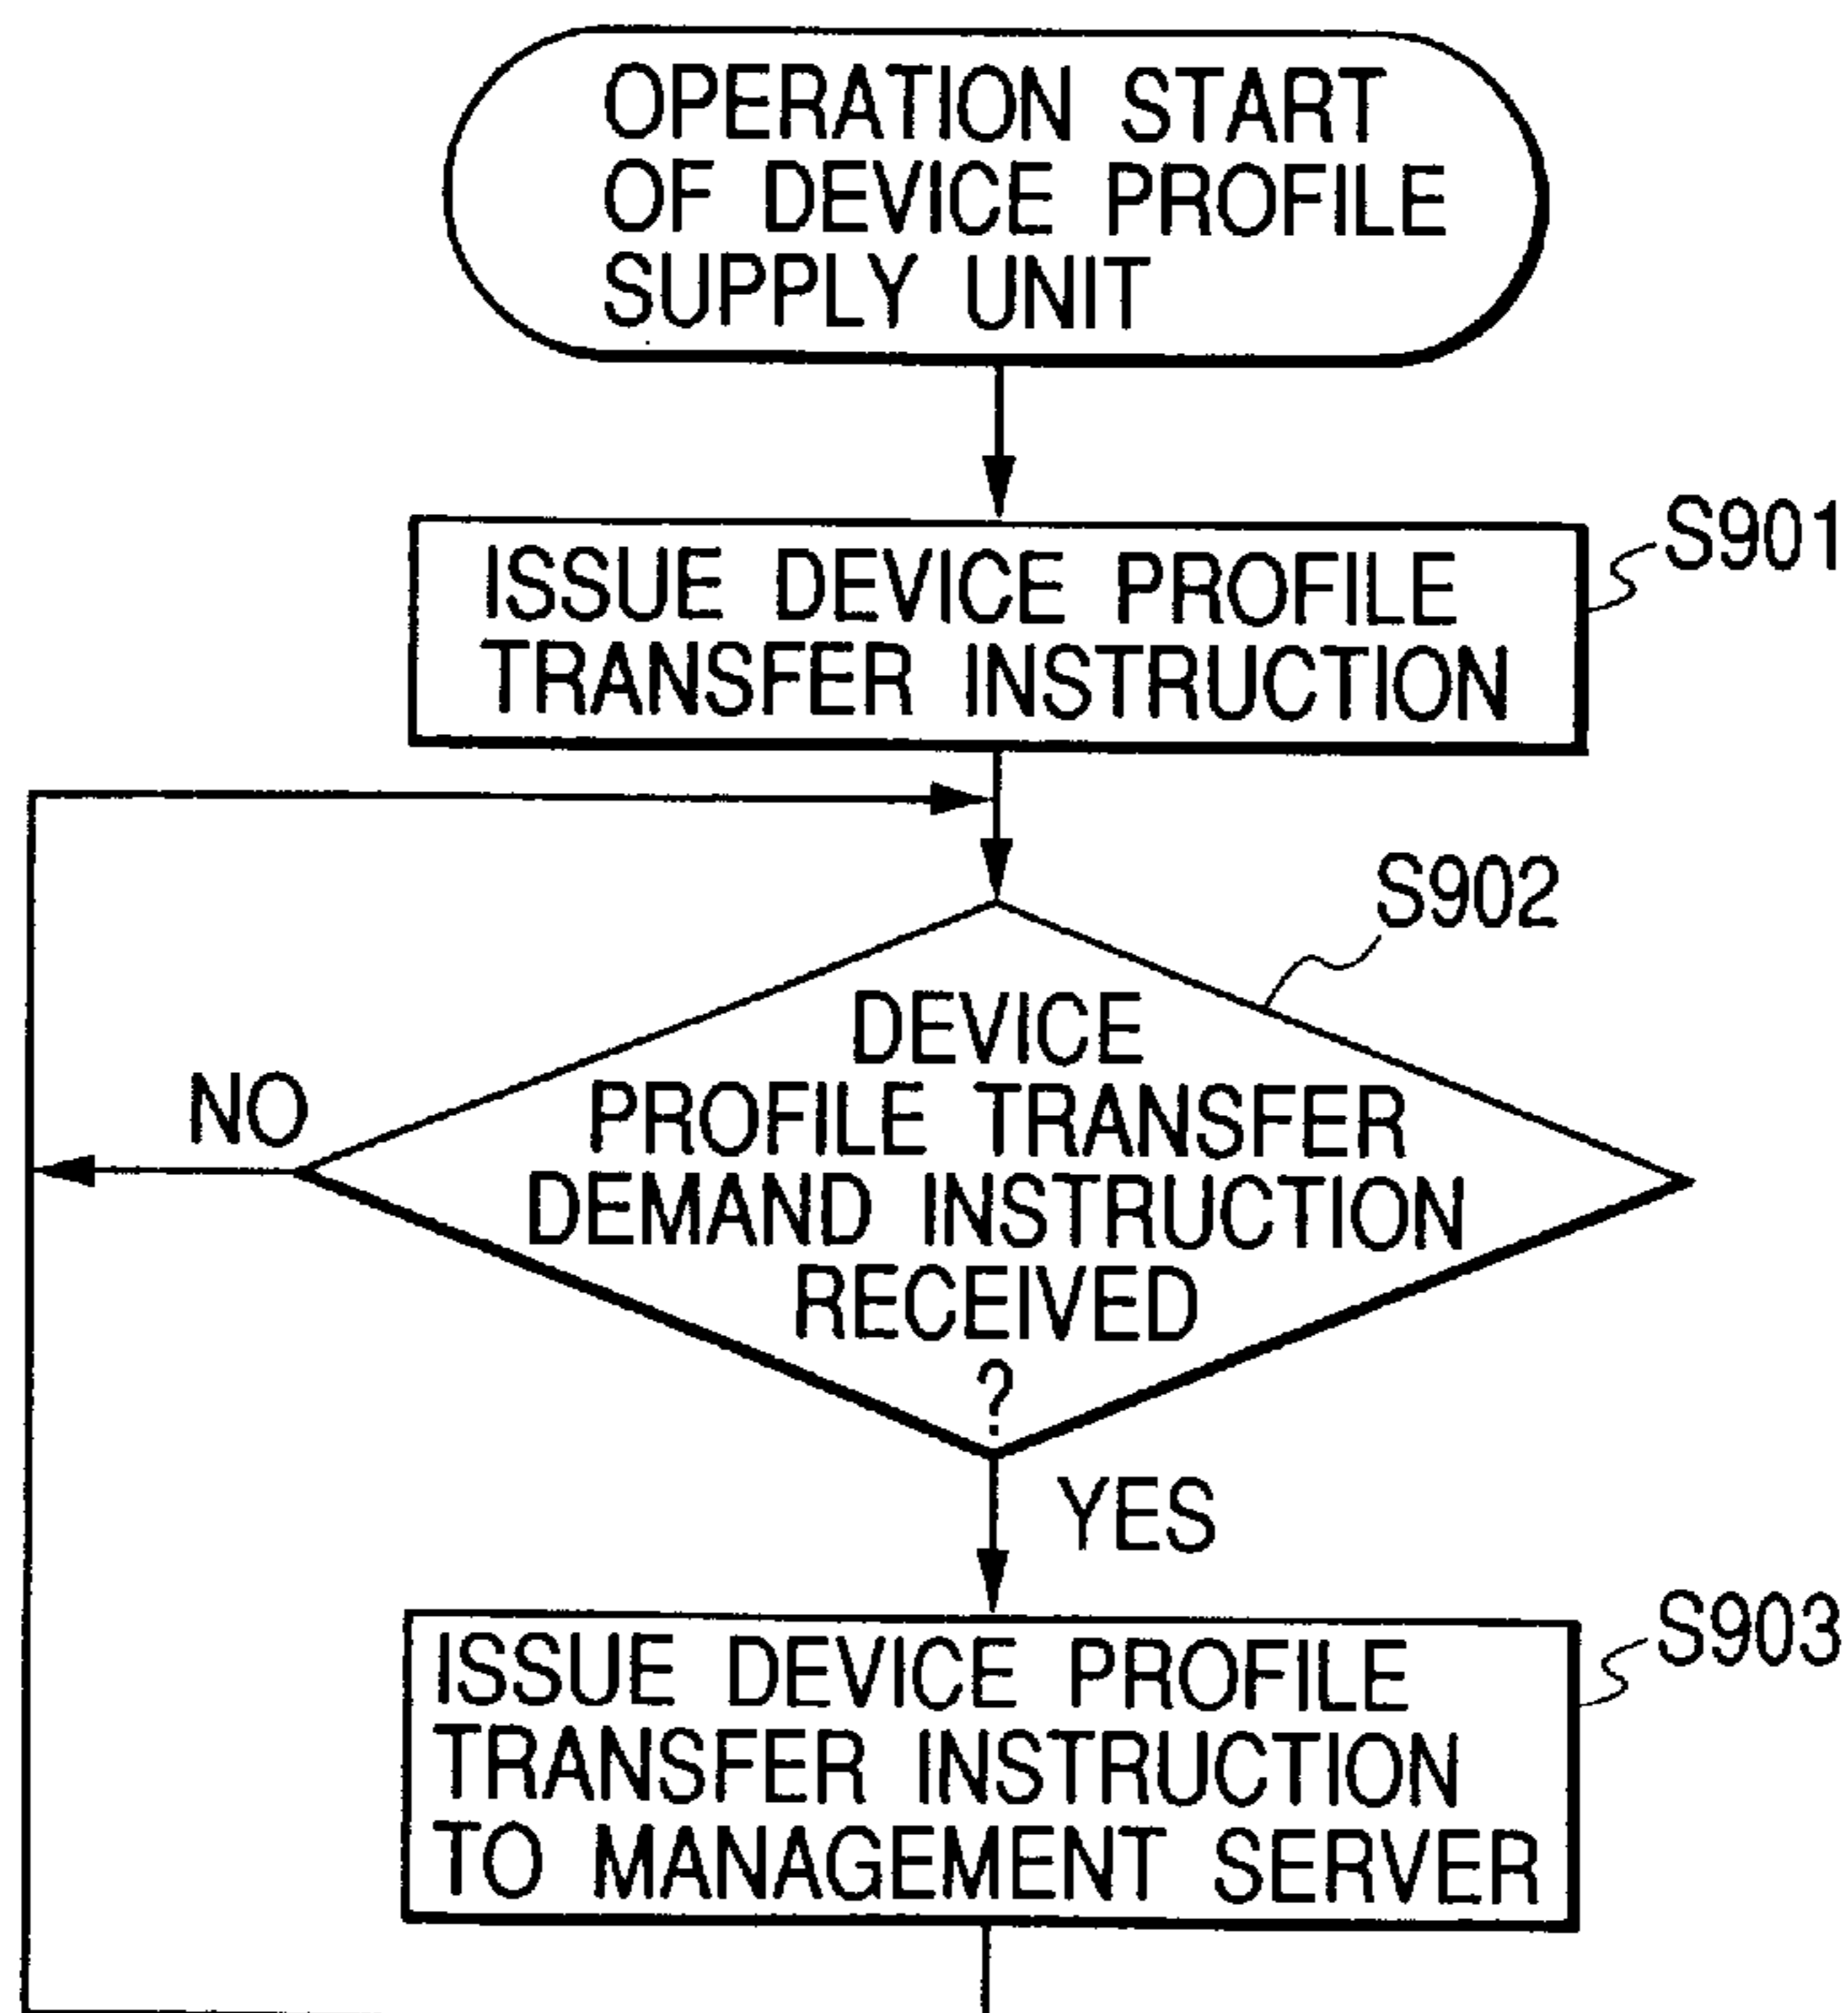 OPERATION START
OF DEVICE PROFILE
SUPPLY UNIT
ISSUE DEVICE PROFILE
TRANSFER INSTRUCTION
S901
S902
DEVICE
PROFILE TRANSFER
DEMAND INSTRUCTION
RECEIVED
?
NO
YES
ISSUE DEVICE PROFILE
TRANSFER INSTRUCTION
TO MANAGEMENT SERVER
S903